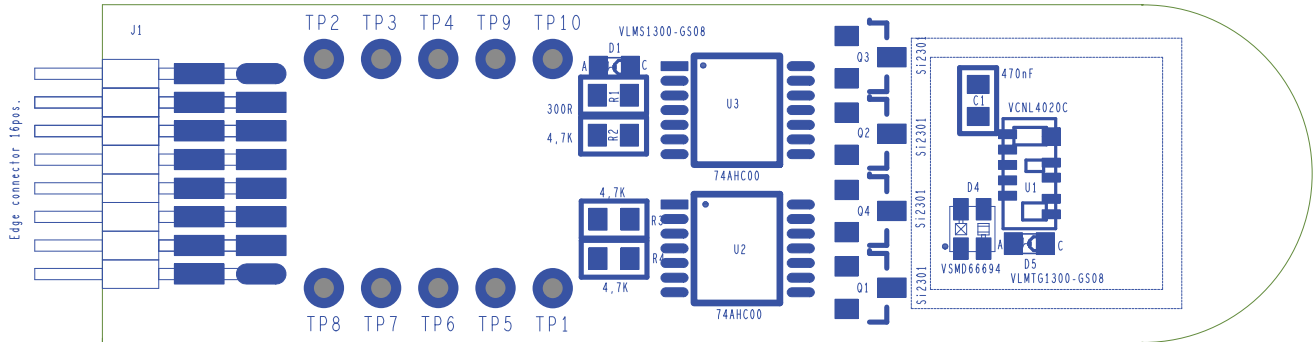 J1
Edge connector 16pos.
TP2 TP3 TP4 TP9 TP10
VLMS1300-GS08
D1
A C
300R
R1
4,7K
R2
U3
74AHC00
4,7K
R3
R4
4,7K
U2
74AHC00
Q3
Si2301
Q2
Si2301
Q4
Si2301
Q1
Si2301
470nF
C1
VCNL4020C
U1
D4
VSMD66694
A C
D5
VLMTG1300-GS08
TP8 TP7 TP6 TP5 TP1